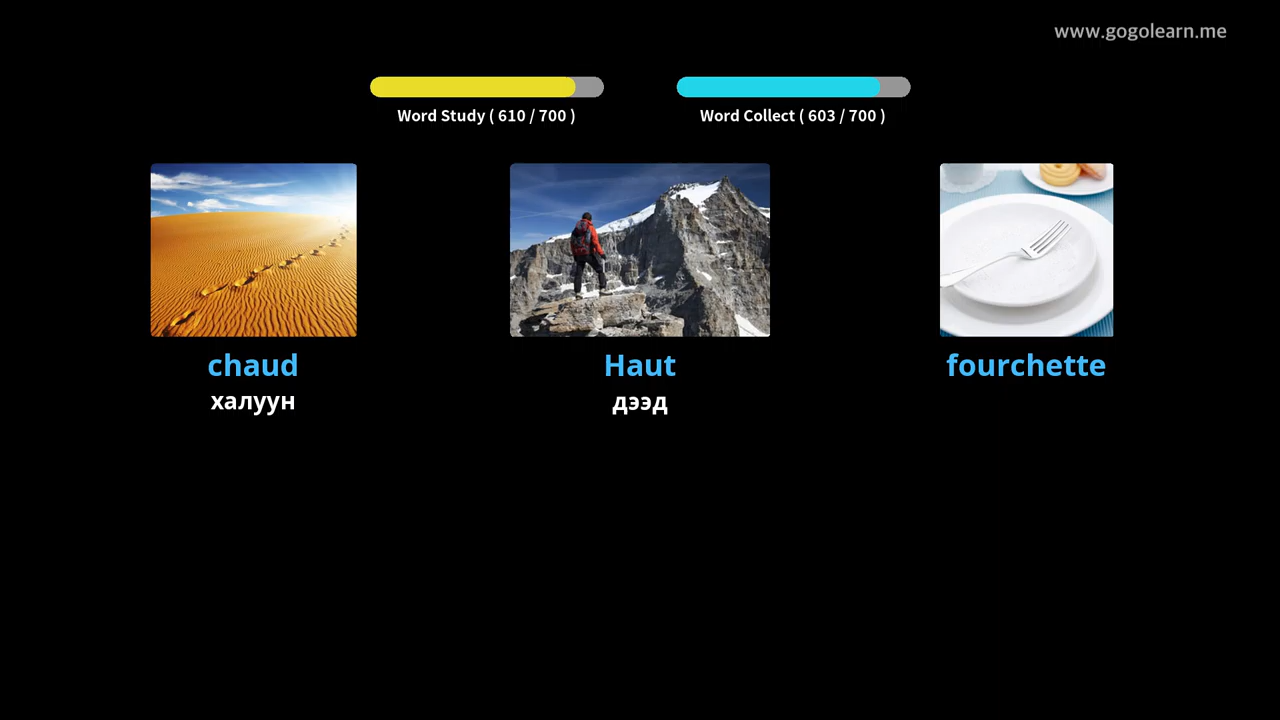 www.gogolearn.me
Word Study ( 610 / 700 )
Word Collect ( 603 / 700 )
chaud
халуун
Haut
дээд
fourchette